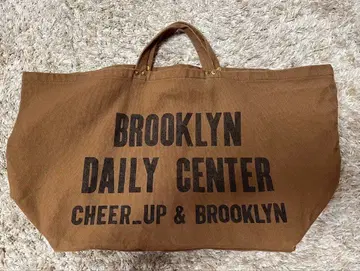 BROOKLYN
DAILY CENTER
CHEER_UP & BROOKLYN